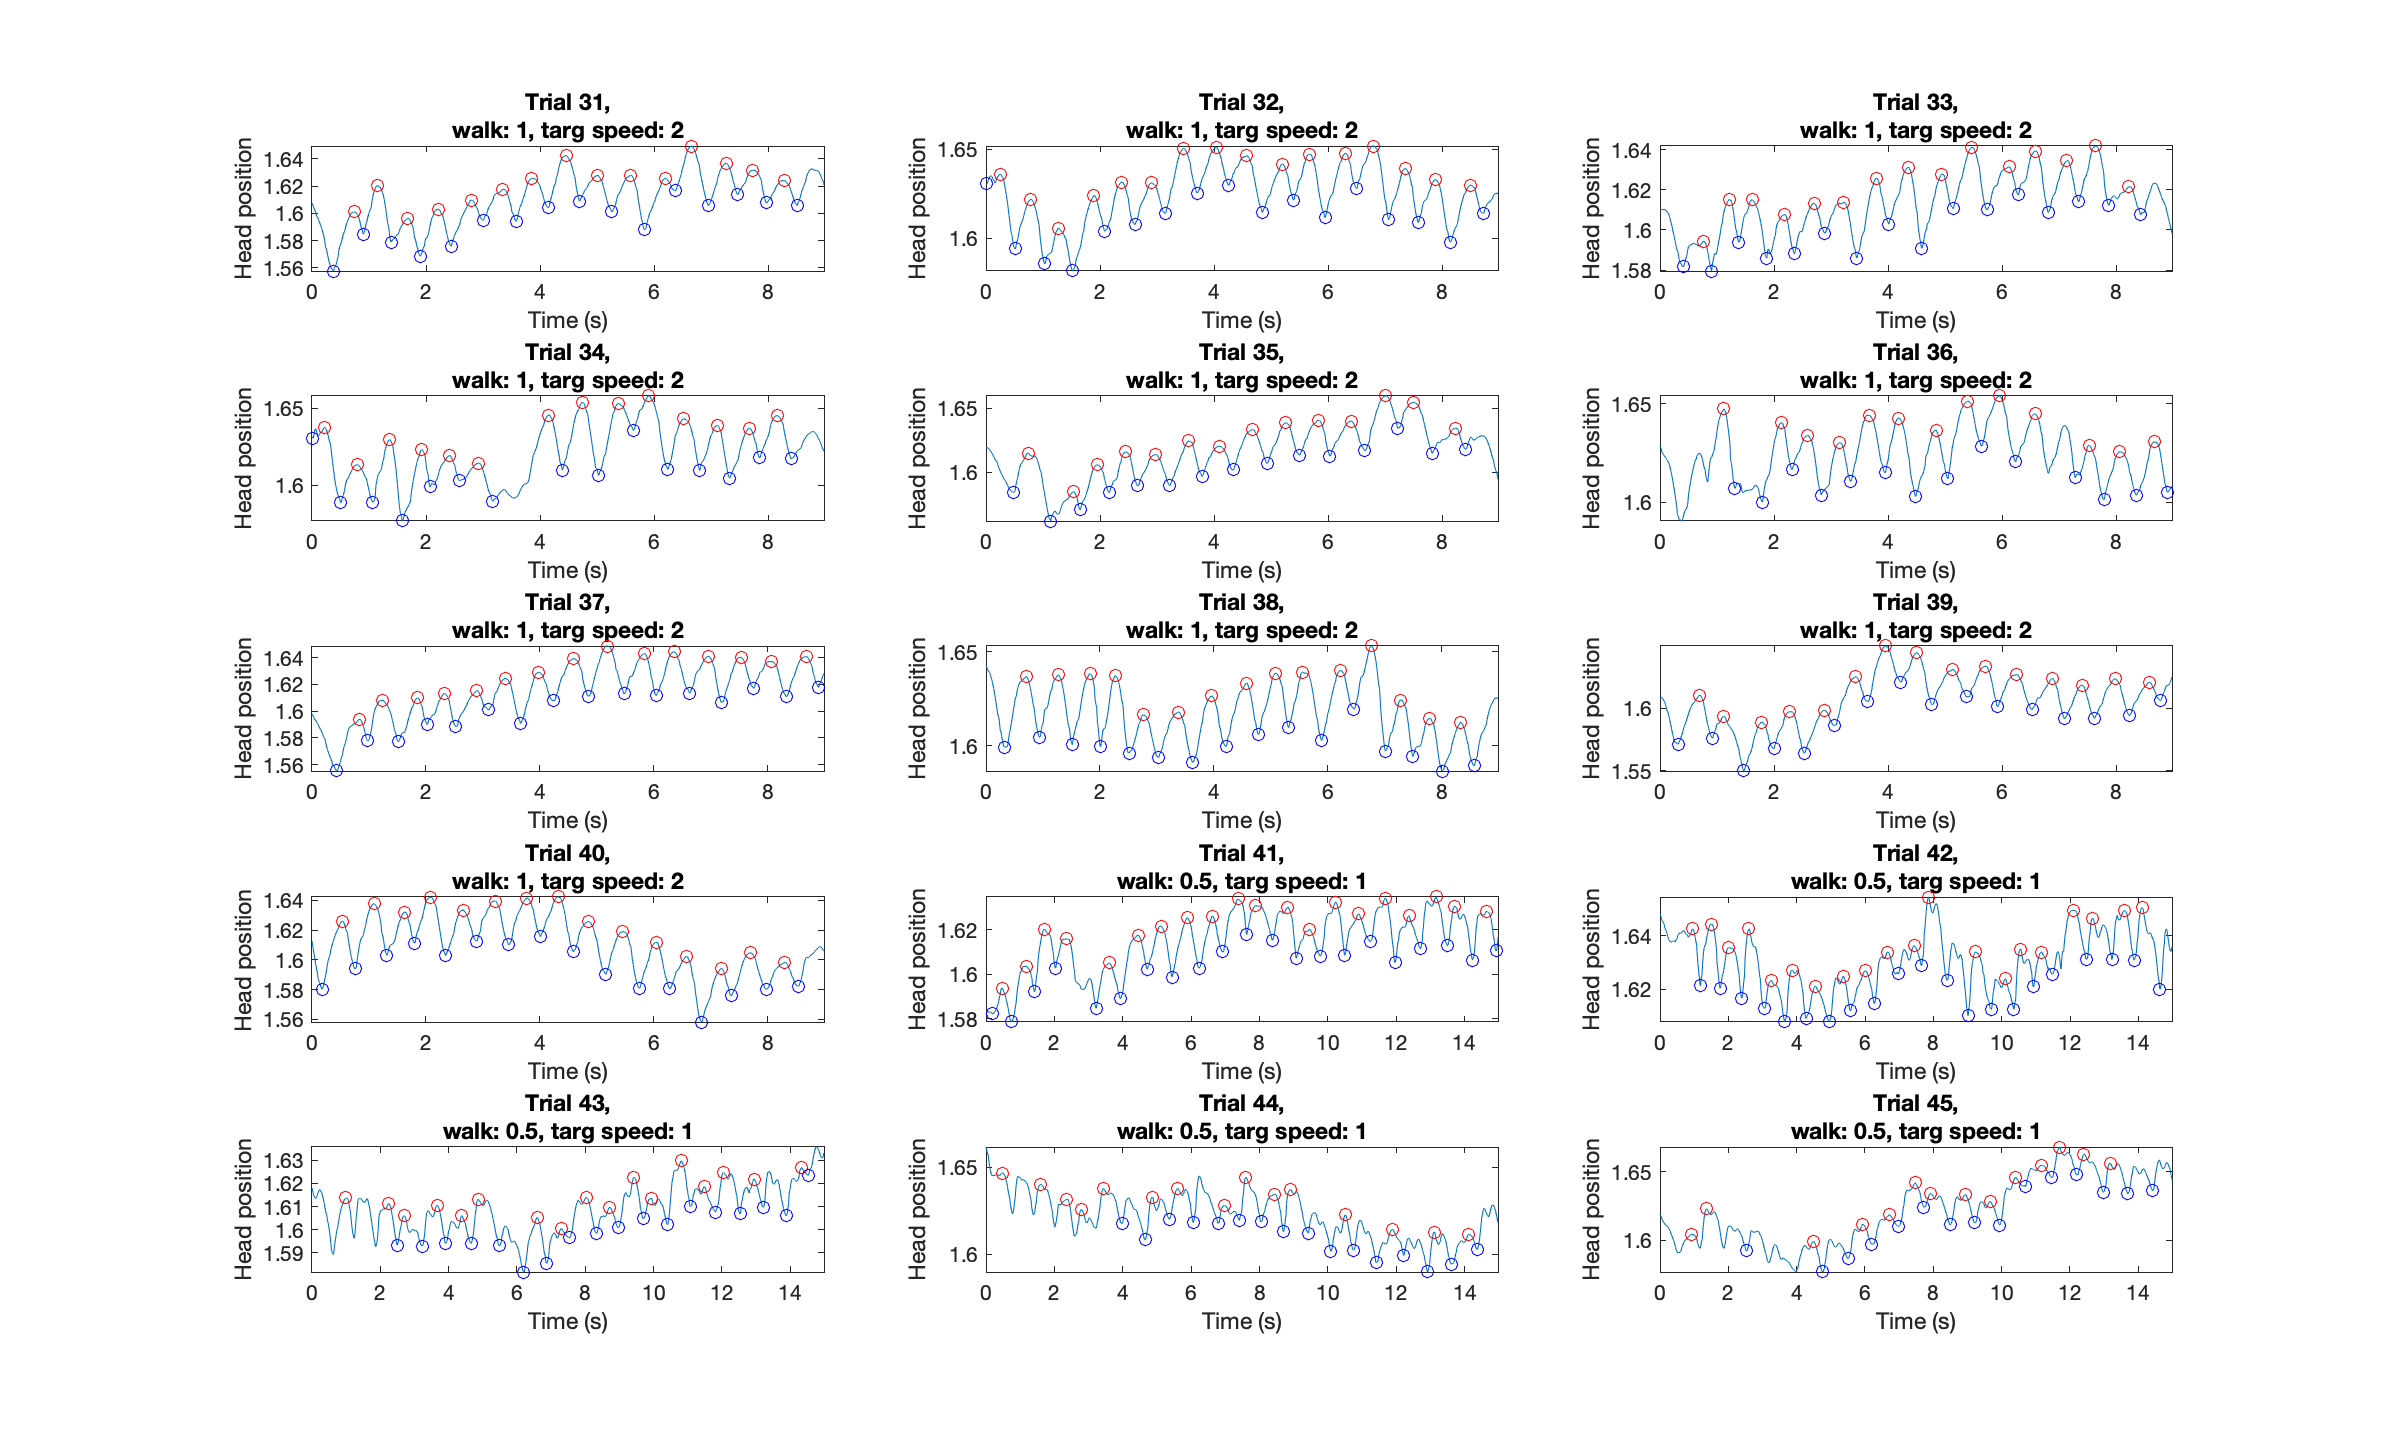 Trial 31,
walk: 1, targ speed: 2
Head position
1.64
1.62
1.6
1.58
1.56
0 2 4 6 8
Time (s)
Trial 32,
walk: 1, targ speed: 2
Head position
1.65
1.6
0 2 4 6 8
Time (s)
Trial 33,
walk: 1, targ speed: 2
Head position
1.64
1.62
1.6
1.58
0 2 4 6 8
Time (s)
Trial 34,
walk: 1, targ speed: 2
Head position
1.65
1.6
0 2 4 6 8
Time (s)
Trial 35,
walk: 1, targ speed: 2
Head position
1.65
1.6
0 2 4 6 8
Time (s)
Trial 36,
walk: 1, targ speed: 2
Head position
1.65
1.6
0 2 4 6 8
Time (s)
Trial 37,
walk: 1, targ speed: 2
Head position
1.64
1.62
1.6
1.58
1.56
0 2 4 6 8
Time (s)
Trial 38,
walk: 1, targ speed: 2
Head position
1.65
1.6
0 2 4 6 8
Time (s)
Trial 39,
walk: 1, targ speed: 2
Head position
1.6
1.55
0 2 4 6 8
Time (s)
Trial 40,
walk: 1, targ speed: 2
Head position
1.64
1.62
1.6
1.58
1.56
0 2 4 6 8
Time (s)
Trial 41,
walk: 0.5, targ speed: 1
Head position
1.62
1.6
1.58
0 2 4 6 8 10 12 14
Time (s)
Trial 42,
walk: 0.5, targ speed: 1
Head position
1.64
1.62
0 2 4 6 8 10 12 14
Time (s)
Trial 43,
walk: 0.5, targ speed: 1
Head position
1.63
1.62
1.61
1.6
1.59
0 2 4 6 8 10 12 14
Time (s)
Trial 44,
walk: 0.5, targ speed: 1
Head position
1.65
1.6
0 2 4 6 8 10 12 14
Time (s)
Trial 45,
walk: 0.5, targ speed: 1
Head position
1.65
1.6
0 2 4 6 8 10 12 14
Time (s)